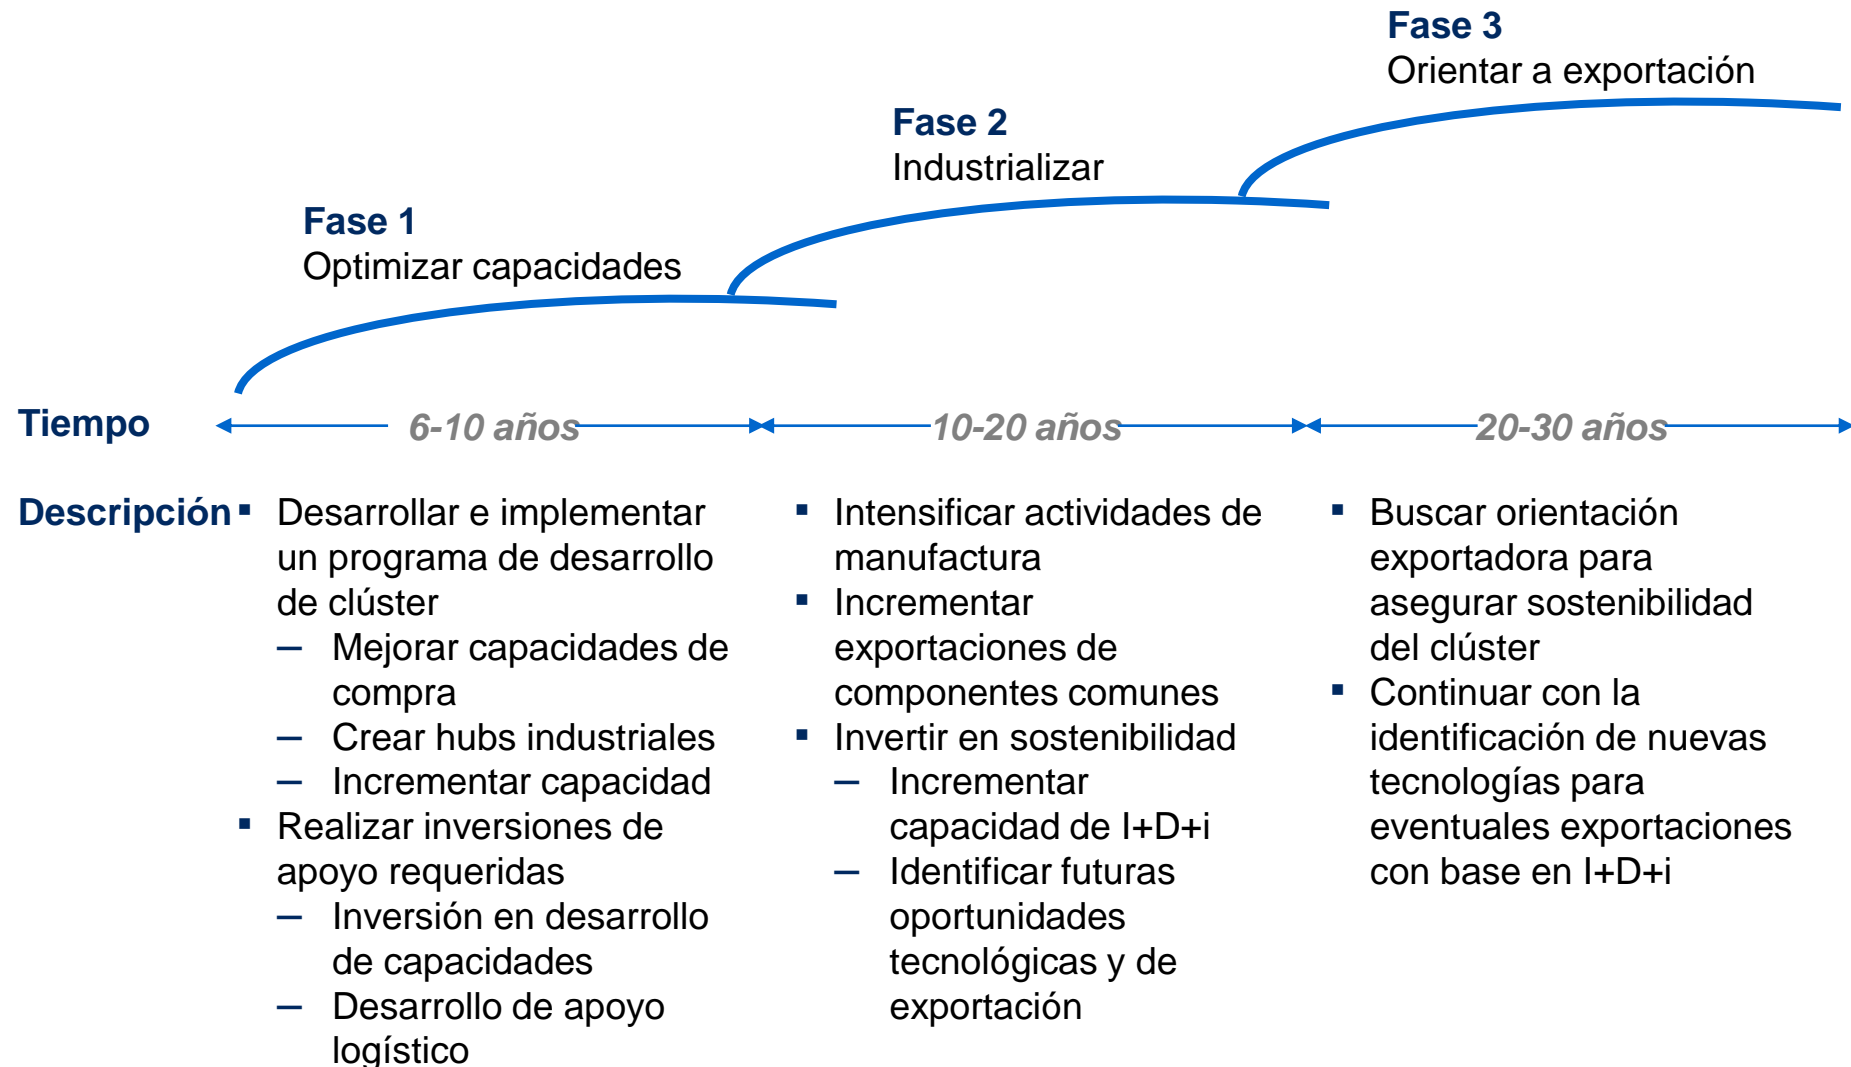 Fase 3
Orientar a exportación
Fase 2
Industrializar
Fase 1
Optimizar capacidades
Tiempo
6-10 años
10-20 años
20-30 años
Descripción
▪ Desarrollar e implementar
un programa de desarrollo
de clúster
– Mejorar capacidades de
compra
– Crear hubs industriales
– Incrementar capacidad
▪ Realizar inversiones de
apoyo requeridas
– Inversión en desarrollo
de capacidades
– Desarrollo de apoyo
logístico
▪ Intensificar actividades de
manufactura
▪ Incrementar
exportaciones de
componentes comunes
▪ Invertir en sostenibilidad
– Incrementar
capacidad de I+D+i
– Identificar futuras
oportunidades
tecnológicas y de
exportación
▪ Buscar orientación
exportadora para
asegurar sostenibilidad
del clúster
▪ Continuar con la
identificación de nuevas
tecnologías para
eventuales exportaciones
con base en I+D+i